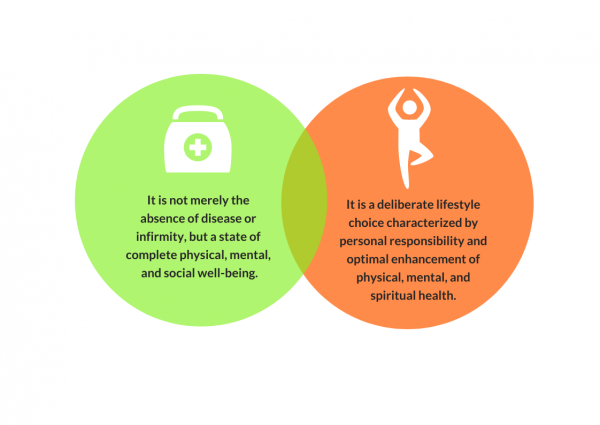 It is not merely the
absence of disease or
infirmity, but a state of
complete physical, mental,
and social well-being.
It is a deliberate lifestyle
choice characterized by
personal responsibility and
optimal enhancement of
physical, mental, and
spiritual health.